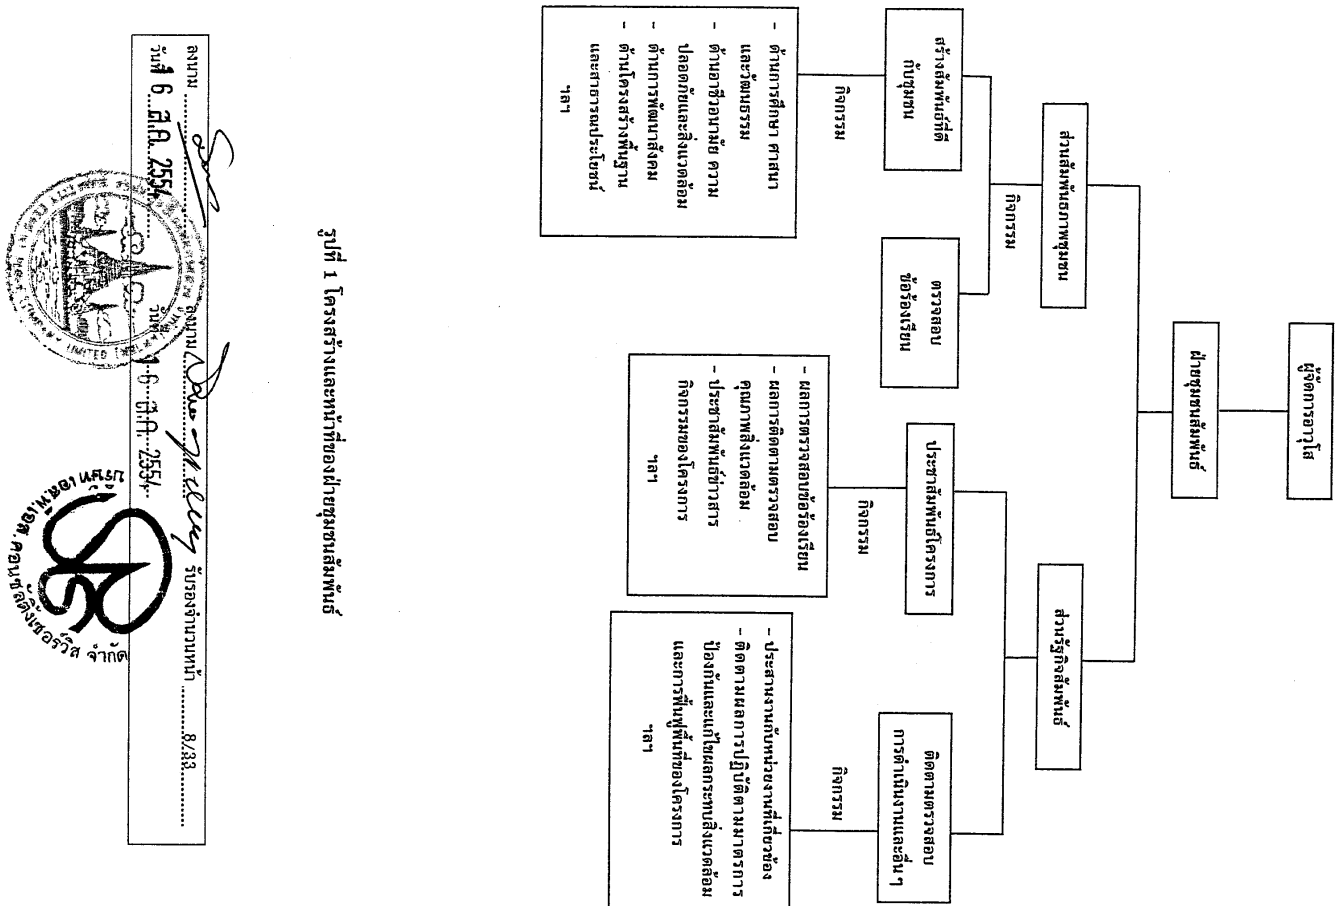 ผู้จัดการอาวุโส
ฝ่ายชุมชนสัมพันธ์
ส่วนสัมพันธภาพชุมชน
ส่วนรัฐกิจสัมพันธ์
กิจกรรม
สร้างสัมพันธ์ที่ดี
กับชุมชน
ตรวจสอบ
ข้อร้องเรียน
ประชาสัมพันธ์โครงการ
ติดตามตรวจสอบ
การดำเนินงานและอื่นๆ
กิจกรรม
กิจกรรม
กิจกรรม
- ด้านการศึกษา ศาสนา
และวัฒนธรรม
- ด้านอาชีวอนามัย ความ
ปลอดภัยและสิ่งแวดล้อม
- ด้านการพัฒนาสังคม
- ด้านโครงสร้างพื้นฐาน
และสาธารณประโยชน์
ฯลฯ
- ผลการตรวจสอบข้อร้องเรียน
- ผลการติดตามตรวจสอบ
คุณภาพสิ่งแวดล้อม
- ประชาสัมพันธ์ข่าวสาร
กิจกรรมของโครงการ
ฯลฯ
- ประสานงานกับหน่วยงานที่เกี่ยวข้อง
- ติดตามผลการปฏิบัติตามมาตรการ
ป้องกันและแก้ไขผลกระทบสิ่งแวดล้อม
และการฟื้นฟูพื้นที่ของโครงการ
ฯลฯ
รูปที่ 1 โครงสร้างและหน้าที่ของฝ่ายชุมชนสัมพันธ์
ลงนาม
ลงนาม
รับรองจำนวนหน้า 8/33
วันที่ 16 ส.ค. 2554
วันที่ 16 ส.ค. 2554
LIMITED
บริษัท เอส.พี.เอส. คอนซัลติ้งเซอร์วิส จำกัด